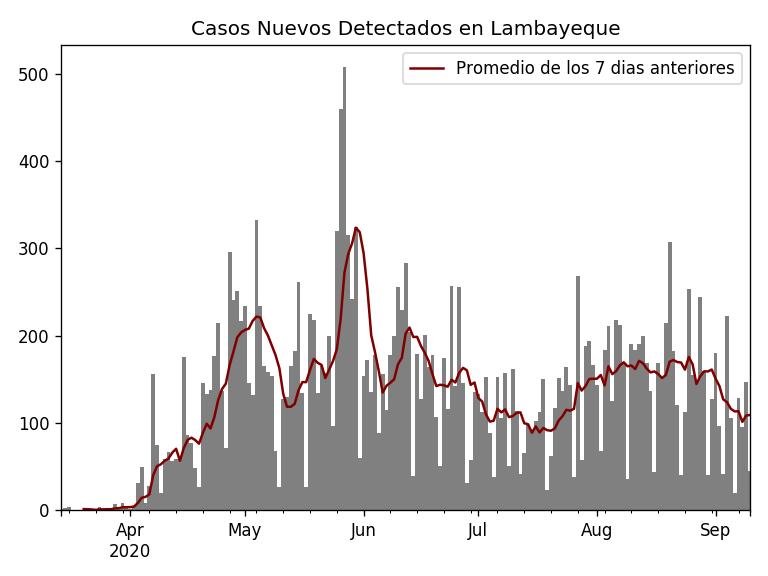 Casos Nuevos Detectados en Lambayeque
Promedio de los 7 dias anteriores
500
400
300
200
100
0
Apr May Jun Jul Aug Sep
2020